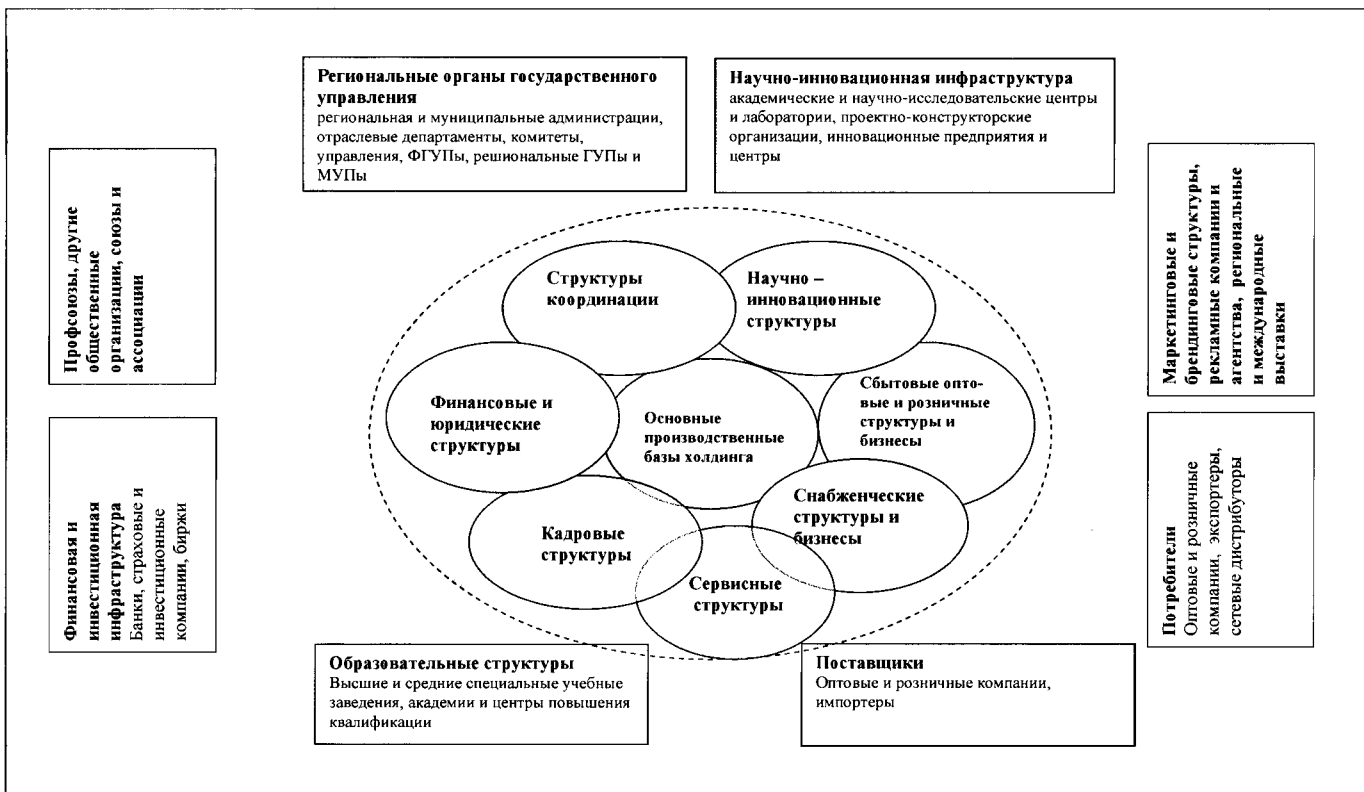 Региональные органы государственного
управления
региональная и муниципальные администрации,
отраслевые департаменты, комитеты,
управления, ФГУПы, решиональные ГУПы и
МУПы
Научно-инновационная инфраструктура
академические и научно-исследовательские центры
и лаборатории, проектно-конструкторские
организации, инновационные предприятия и
центры
Профсоюзы, другие
общественные
организации, союзы и
ассоциации
Маркетинговые и
брендинговые структуры,
рекламные компании и
агентства, региональные
и международные
выставки
Структуры
координации
Научно –
инновационные
структуры
Финансовые и
юридические
структуры
Основные
производственные
базы холдинга
Сбытовые опто-
вые и розничные
структуры и
бизнесы
Кадровые
структуры
Снабженческие
структуры и
бизнесы
Сервисные
структуры
Финансовая и
инвестиционная
инфраструктура
Банки, страховые и
инвестиционные
компании, биржи
Потребители
Оптовые и розничные
компании, экспортеры,
сетевые дистрибуторы
Образовательные структуры
Высшие и средние специальные учебные
заведения, академии и центры повышения
квалификации
Поставщики
Оптовые и розничные компании,
импортеры